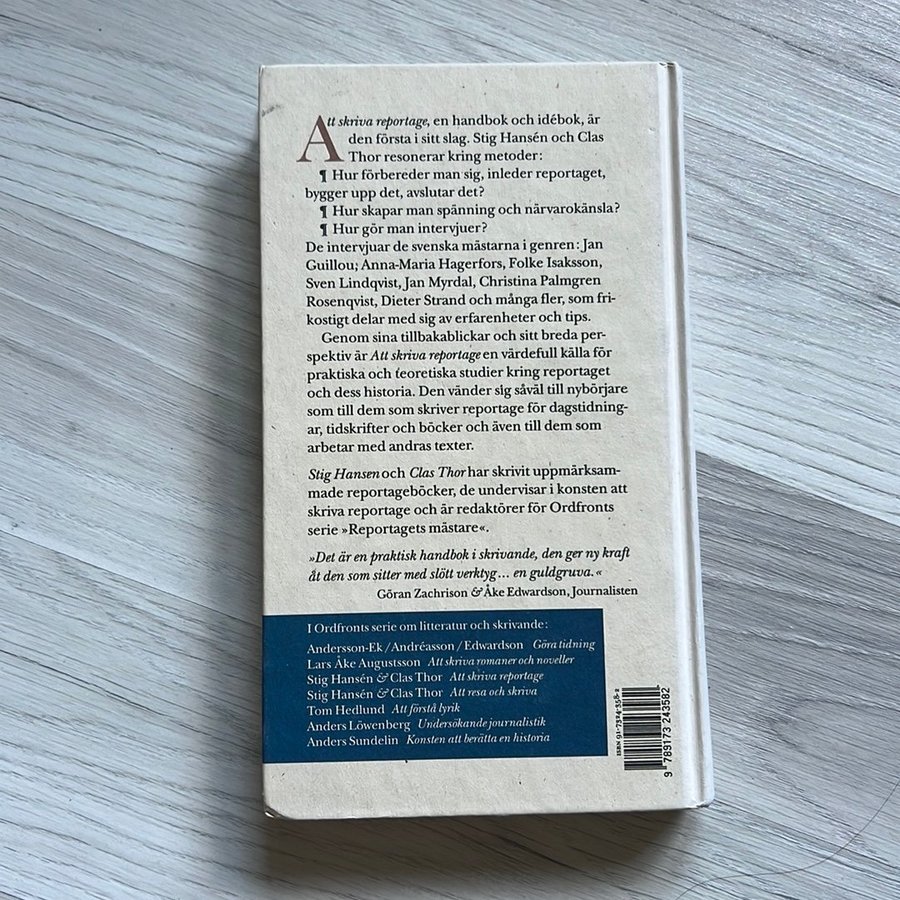 Att skriva reportage, en handbok och idébok, är
den första i sitt slag. Stig Hansén och Clas
Thor resonerar kring metoder:
¶ Hur förbereder man sig, inleder reportaget,
bygger upp det, avslutar det?
¶ Hur skapar man spänning och närvarokänsla?
¶ Hur gör man intervjuer?
De intervjuar de svenska mästarna i genren: Jan
Guillou; Anna-Maria Hagerfors, Folke Isaksson,
Sven Lindqvist, Jan Myrdal, Christina Palmgren
Rosenqvist, Dieter Strand och många fler, som fri-
kostigt delar med sig av erfarenheter och tips.
Genom sina tillbakablickar och sitt breda per-
spektiv är Att skriva reportage en värdefull källa för
praktiska och teoretiska studier kring reportaget
och dess historia. Den vänder sig såväl till nybörjare
som till dem som skriver reportage för dagstidning-
ar, tidskrifter och böcker och även till dem som
arbetar med andras texter.
Stig Hansen och Clas Thor har skrivit uppmärksam-
made reportageböcker, de undervisar i konsten att
skriva reportage och är redaktörer för Ordfronts
serie »Reportagets mästare«.
»Det är en praktisk handbok i skrivande, den ger ny kraft
åt den som sitter med slött verktyg... en guldgruva.«
Göran Zachrison & Åke Edwardson, Journalisten
I Ordfronts serie om litteratur och skrivande:
Andersson-Ek / Andréasson / Edwardson Göra tidning
Lars Åke Augustsson Att skriva romaner och noveller
Stig Hansén & Clas Thor Att skriva reportage
Stig Hansén & Clas Thor Att resa och skriva
Tom Hedlund Att förstå lyrik
Anders Löwenberg Undersökande journalistik
Anders Sundelin Konsten att berätta en historia
ISBN 91-7324-358-2
9 789173 243582